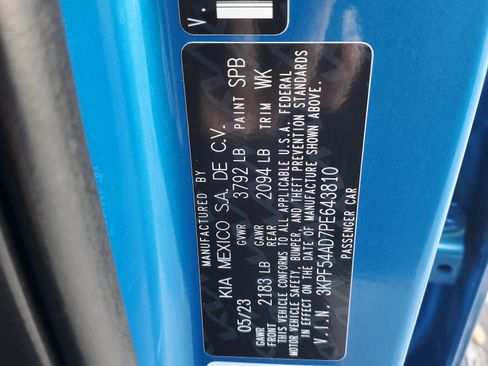 V.
MANUFACTURED BY
KIA MEXICO S.A. DE C.V.
05/23 GVWR 3792 LB PAINT SPB
GAWR FRONT 2183 LB GAWR REAR 2094 LB TRIM WK
THIS VEHICLE CONFORMS TO ALL APPLICABLE U.S.A. FEDERAL
MOTOR VEHICLE SAFETY, BUMPER, AND THEFT PREVENTION STANDARDS
IN EFFECT ON THE DATE OF MANUFACTURE SHOWN ABOVE.
V.I.N. 3KPF54AD7PE643810
PASSENGER CAR